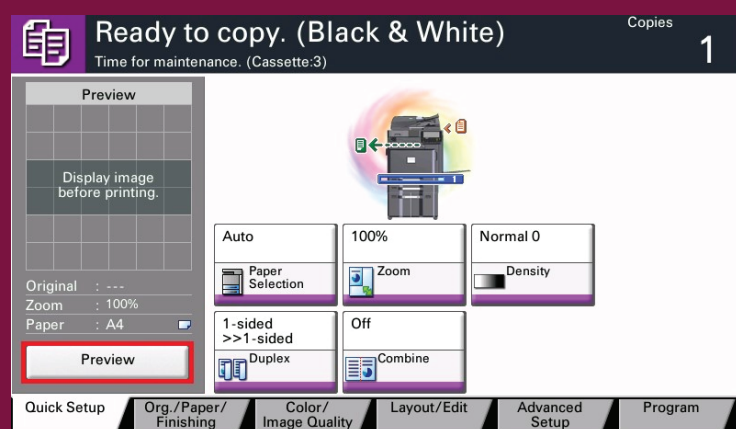 Ready to copy. (Black & White)
Copies
1
Time for maintenance. (Cassette:3)
Preview
Display image
before printing.
Original : ---
Zoom : 100%
Paper : A4
Preview
1
Auto
Paper
Selection
100%
Zoom
Normal 0
Density
1-sided
>>1-sided
Duplex
Off
Combine
Quick Setup
Org./Paper/
Finishing
Color/
Image Quality
Layout/Edit
Advanced
Setup
Program